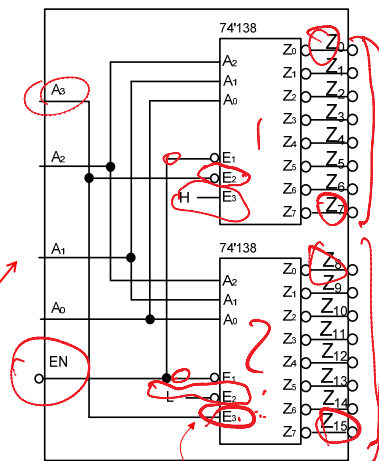 74'138
A₂ Z₀ Z₀
A₃ A₁ Z₁ Z₁
A₀ Z₂ Z₂
Z₃ Z₃
A₂ 1 Z₄ Z₄
E₁ Z₅ Z₅
E₂ Z₆ Z₆
H E₃ Z₇ Z₇
74'138
A₁ A₂ Z₀ Z₈
A₁ Z₁ Z₉
A₀ A₀ Z₂ Z₁₀
Z₃ Z₁₁
EN 2 Z₄ Z₁₂
E₁ Z₅ Z₁₃
L E₂ Z₆ Z₁₄
E₃ Z₇ Z₁₅